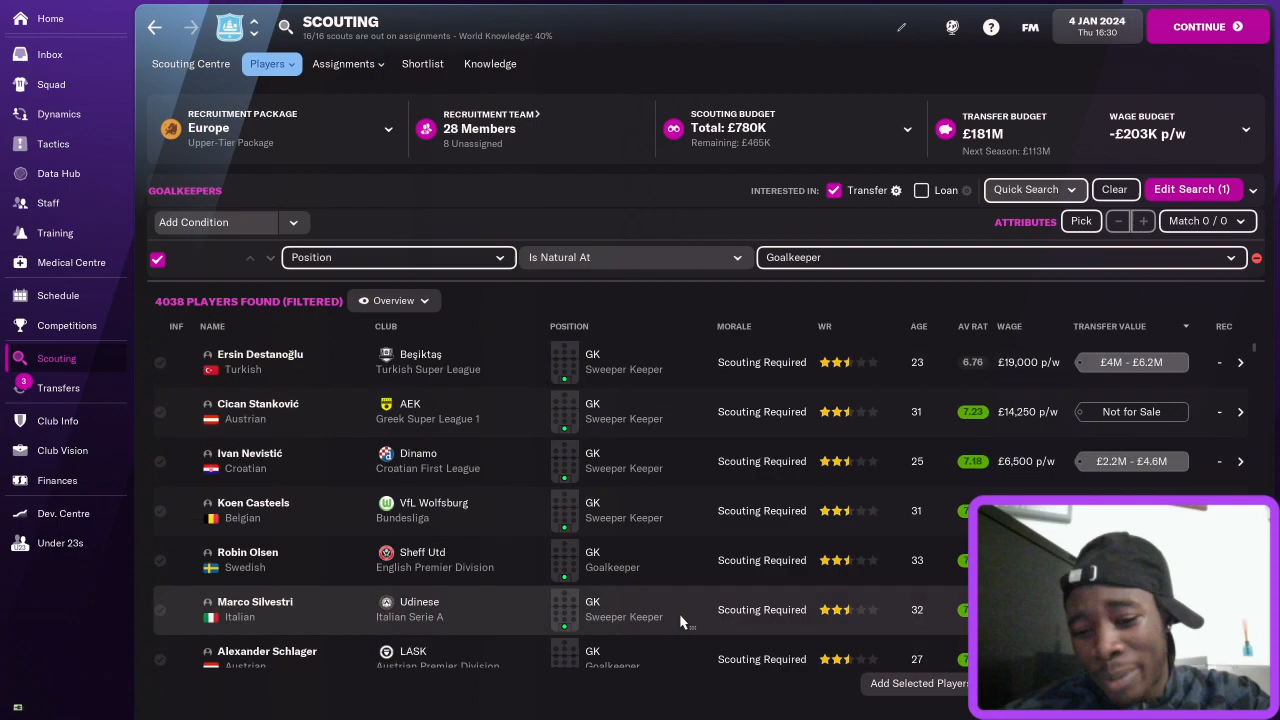 SCOUTING
16/16 scouts are out on assignments - World Knowledge: 40%
FM
4 JAN 2024
Thu 16:30
CONTINUE
Home
Inbox
Squad
Dynamics
Tactics
Data Hub
Staff
Training
Medical Centre
Schedule
Competitions
Scouting
3
Transfers
Club Info
Club Vision
Finances
Dev. Centre
U23
Under 23s
Scouting Centre Players Assignments Shortlist Knowledge
RECRUITMENT PACKAGE
Europe
Upper-Tier Package
RECRUITMENT TEAM>
28 Members
8 Unassigned
SCOUTING BUDGET
Total: £780K
Remaining: £465K
TRANSFER BUDGET
£181M
Next Season: £113M
WAGE BUDGET
-£203K p/w
GOALKEEPERS INTERESTED IN: Transfer Loan Quick Search Clear Edit Search (1)
Add Condition ATTRIBUTES Pick - + Match 0 / 0
Position Is Natural At Goalkeeper
4038 PLAYERS FOUND (FILTERED) Overview
INF NAME CLUB POSITION MORALE WR AGE AV RAT WAGE TRANSFER VALUE REC
Ersin Destanoğlu Beşiktaş GK
Scouting Required 23 6.76 £19,000 p/w £4M - £6.2M -
Turkish Turkish Super League Sweeper Keeper
Cican Stanković AEK GK
Scouting Required 31 7.23 £14,250 p/w Not for Sale -
Austrian Greek Super League 1 Sweeper Keeper
Ivan Nevistić Dinamo GK
Scouting Required 25 7.18 £6,500 p/w £2.2M - £4.6M -
Croatian Croatian First League Sweeper Keeper
Koen Casteels VfL Wolfsburg GK
Scouting Required 31
Belgian Bundesliga Sweeper Keeper
Robin Olsen Sheff Utd GK
Scouting Required 33
Swedish English Premier Division Goalkeeper
Marco Silvestri Udinese GK
Scouting Required 32
Italian Italian Serie A Sweeper Keeper
Alexander Schlager LASK GK
Scouting Required 27
Austrian Austrian Premier Division Goalkeeper
Add Selected Players